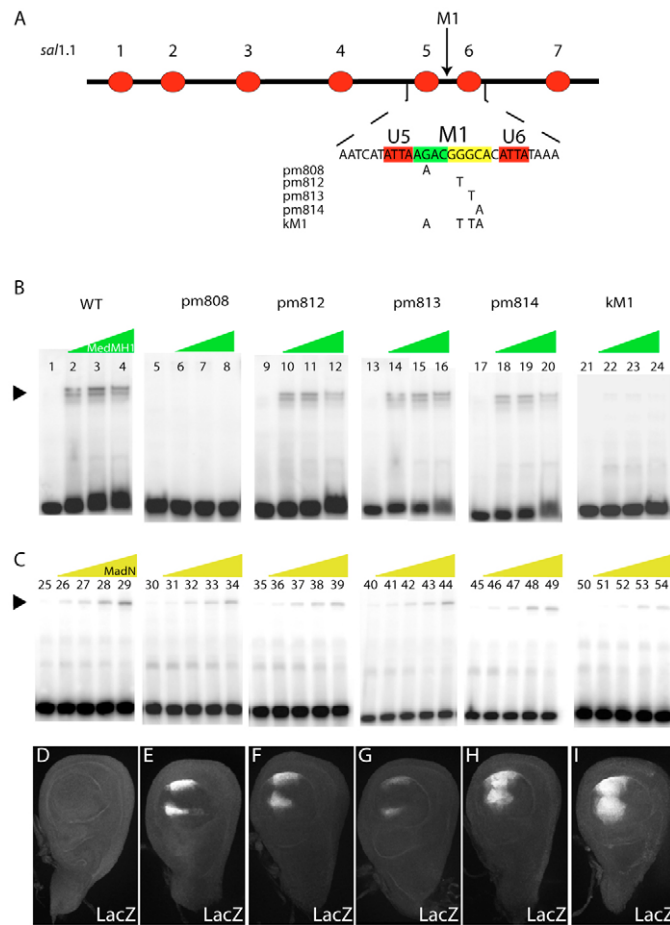 A
M1
sal1.1 1 2 3 4 5 6 7
U5 M1 U6
AATCATATTAAGACGGGCACATTATAAA
pm808 A
pm812 T
pm813 T
pm814 A
kM1 A T TA
B
WT pm808 pm812 pm813 pm814 kM1
MedMH1
1 2 3 4 5 6 7 8 9 10 11 12 13 14 15 16 17 18 19 20 21 22 23 24
C
MadN
25 26 27 28 29 30 31 32 33 34 35 36 37 38 39 40 41 42 43 44 45 46 47 48 49 50 51 52 53 54
D E F G H I
LacZ LacZ LacZ LacZ LacZ LacZ